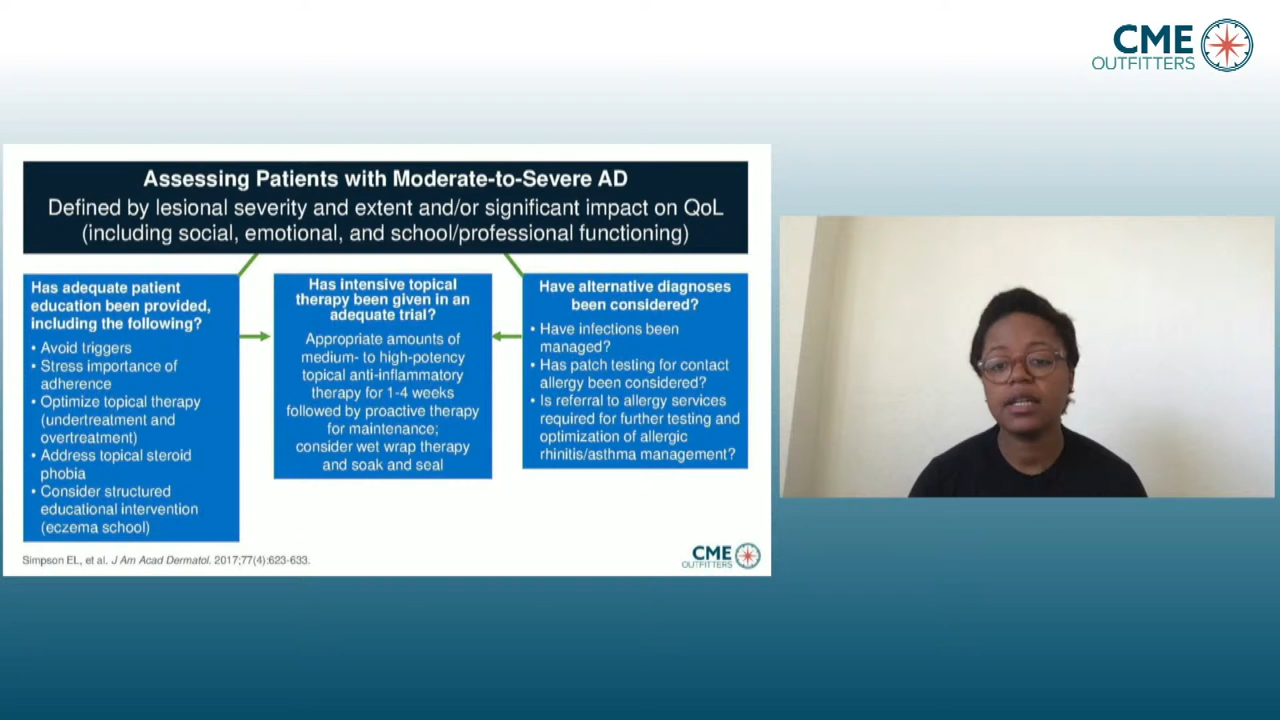 CME
OUTFITTERS
Assessing Patients with Moderate-to-Severe AD
Defined by lesional severity and extent and/or significant impact on QoL
(including social, emotional, and school/professional functioning)
Has adequate patient
education been provided,
including the following?
• Avoid triggers
• Stress importance of
adherence
• Optimize topical therapy
(undertreatment and
overtreatment)
• Address topical steroid
phobia
• Consider structured
educational intervention
(eczema school)
Has intensive topical
therapy been given in an
adequate trial?
Appropriate amounts of
medium- to high-potency
topical anti-inflammatory
therapy for 1-4 weeks
followed by proactive therapy
for maintenance;
consider wet wrap therapy
and soak and seal
Have alternative diagnoses
been considered?
• Have infections been
managed?
• Has patch testing for contact
allergy been considered?
• Is referral to allergy services
required for further testing and
optimization of allergic
rhinitis/asthma management?
Simpson EL, et al. J Am Acad Dermatol. 2017;77(4):623-633.
CME
OUTFITTERS